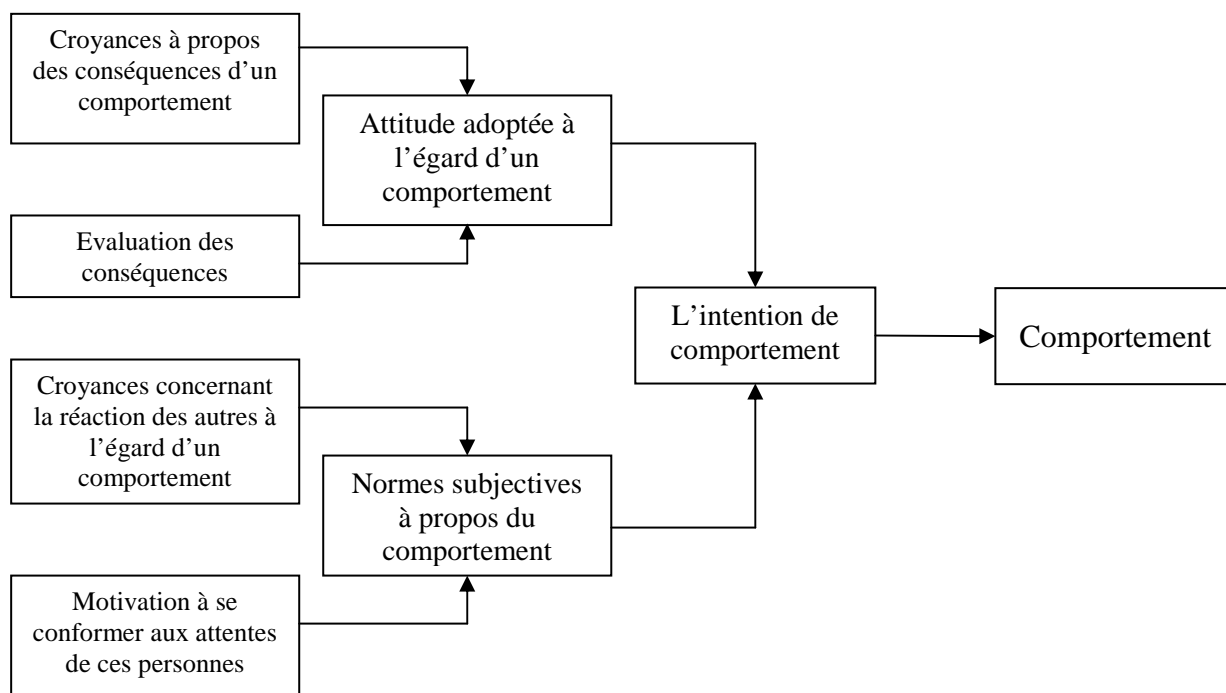 Croyances à propos
des conséquences d’un
comportement
Attitude adoptée à
l’égard d’un
comportement
Evaluation des
conséquences
L’intention de
comportement
Comportement
Croyances concernant
la réaction des autres à
l’égard d’un
comportement
Normes subjectives
à propos du
comportement
Motivation à se
conformer aux attentes
de ces personnes